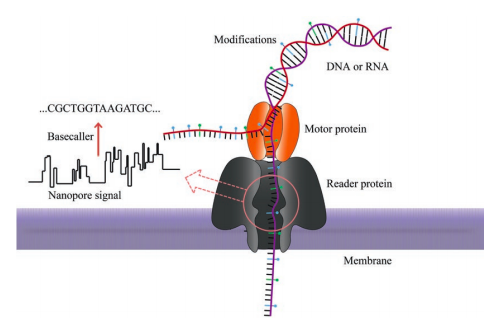 Modifications
DNA or RNA
...CGCTGGTAAGATGC...
Basecaller
Motor protein
Reader protein
Nanopore signal
Membrane